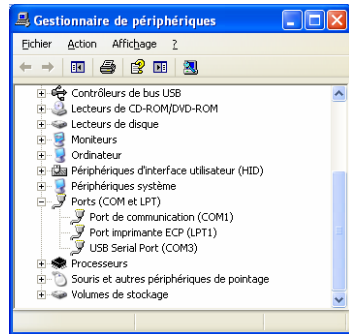 Gestionnaire de périphériques
Fichier Action Affichage ?
Contrôleurs de bus USB
Lecteurs de CD-ROM/DVD-ROM
Lecteurs de disque
Moniteurs
Ordinateur
Périphériques d'interface utilisateur (HID)
Périphériques système
Ports (COM et LPT)
Port de communication (COM1)
Port imprimante ECP (LPT1)
USB Serial Port (COM3)
Processeurs
Souris et autres périphériques de pointage
Volumes de stockage